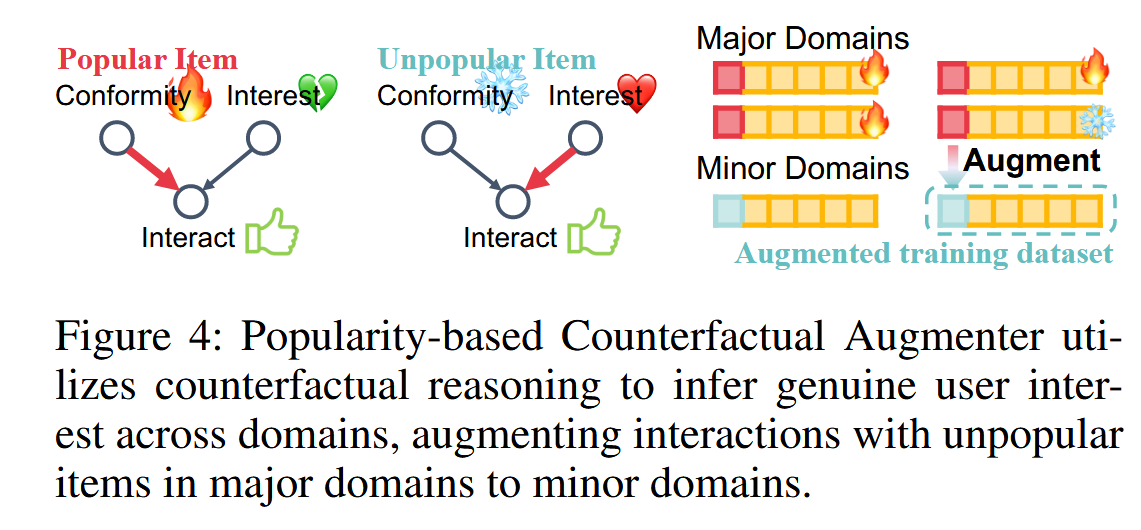 Popular Item
Conformity Interest
Interact
Unpopular Item
Conformity Interest
Interact
Major Domains
Minor Domains
Augment
Augmented training dataset
Figure 4: Popularity-based Counterfactual Augmenter uti-
lizes counterfactual reasoning to infer genuine user inter-
est across domains, augmenting interactions with unpopular
items in major domains to minor domains.